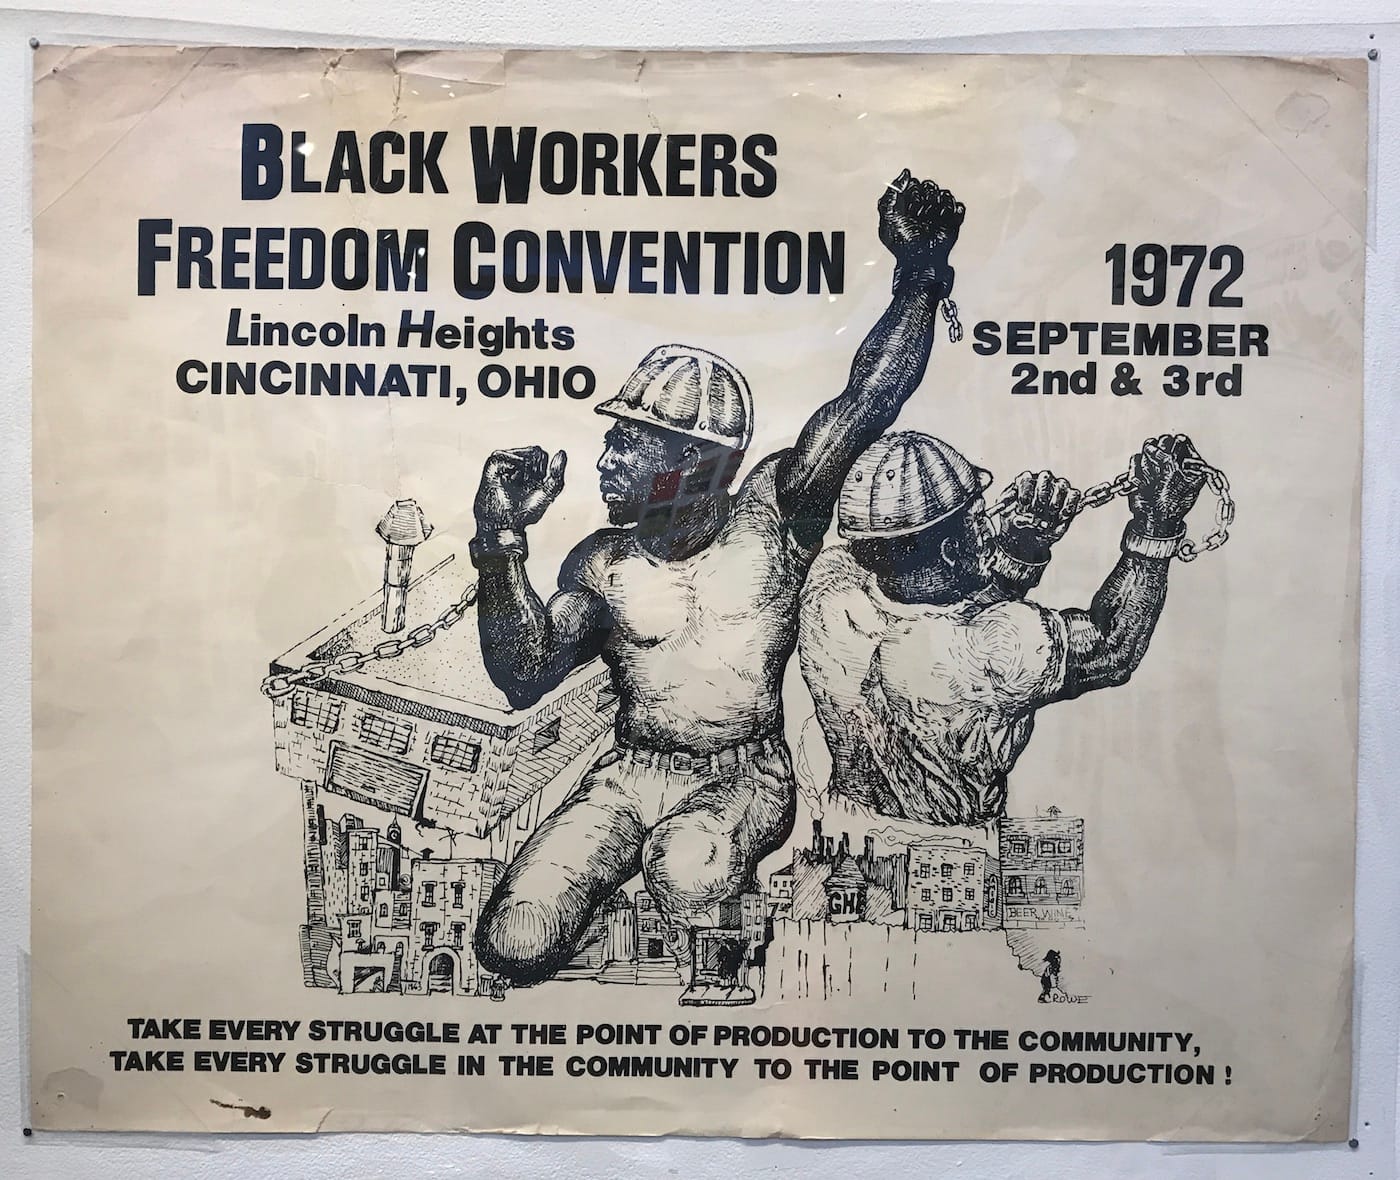 BLACK WORKERS
FREEDOM CONVENTION
Lincoln Heights
CINCINNATI, OHIO
1972
SEPTEMBER
2nd & 3rd
GH
BEER WINE
CROWE
TAKE EVERY STRUGGLE AT THE POINT OF PRODUCTION TO THE COMMUNITY,
TAKE EVERY STRUGGLE IN THE COMMUNITY TO THE POINT OF PRODUCTION !